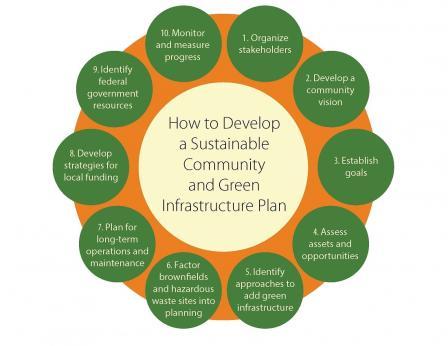 How to Develop
a Sustainable
Community
and Green
Infrastructure Plan
1. Organize
stakeholders
2. Develop a
community
vision
3. Establish
goals
4. Assess
assets and
opportunities
5. Identify
approaches to
add green
infrastructure
6. Factor
brownfields
and hazardous
waste sites into
planning
7. Plan for
long-term
operations and
maintenance
8. Develop
strategies for
local funding
9. Identify
federal
government
resources
10. Monitor
and measure
progress